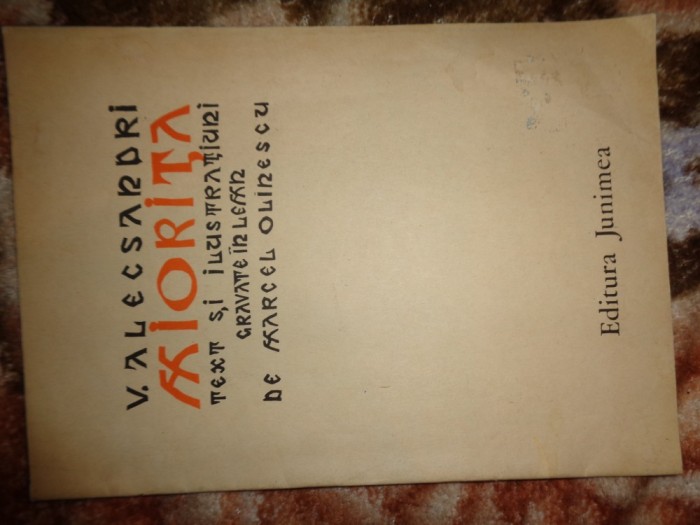 V. ALECSANDRI
MIORIȚA
TEXT ȘI ILUSTRAȚIUNI
GRAVATE ÎN LEMN
DE MARCEL OLINESCU
Editura Junimea